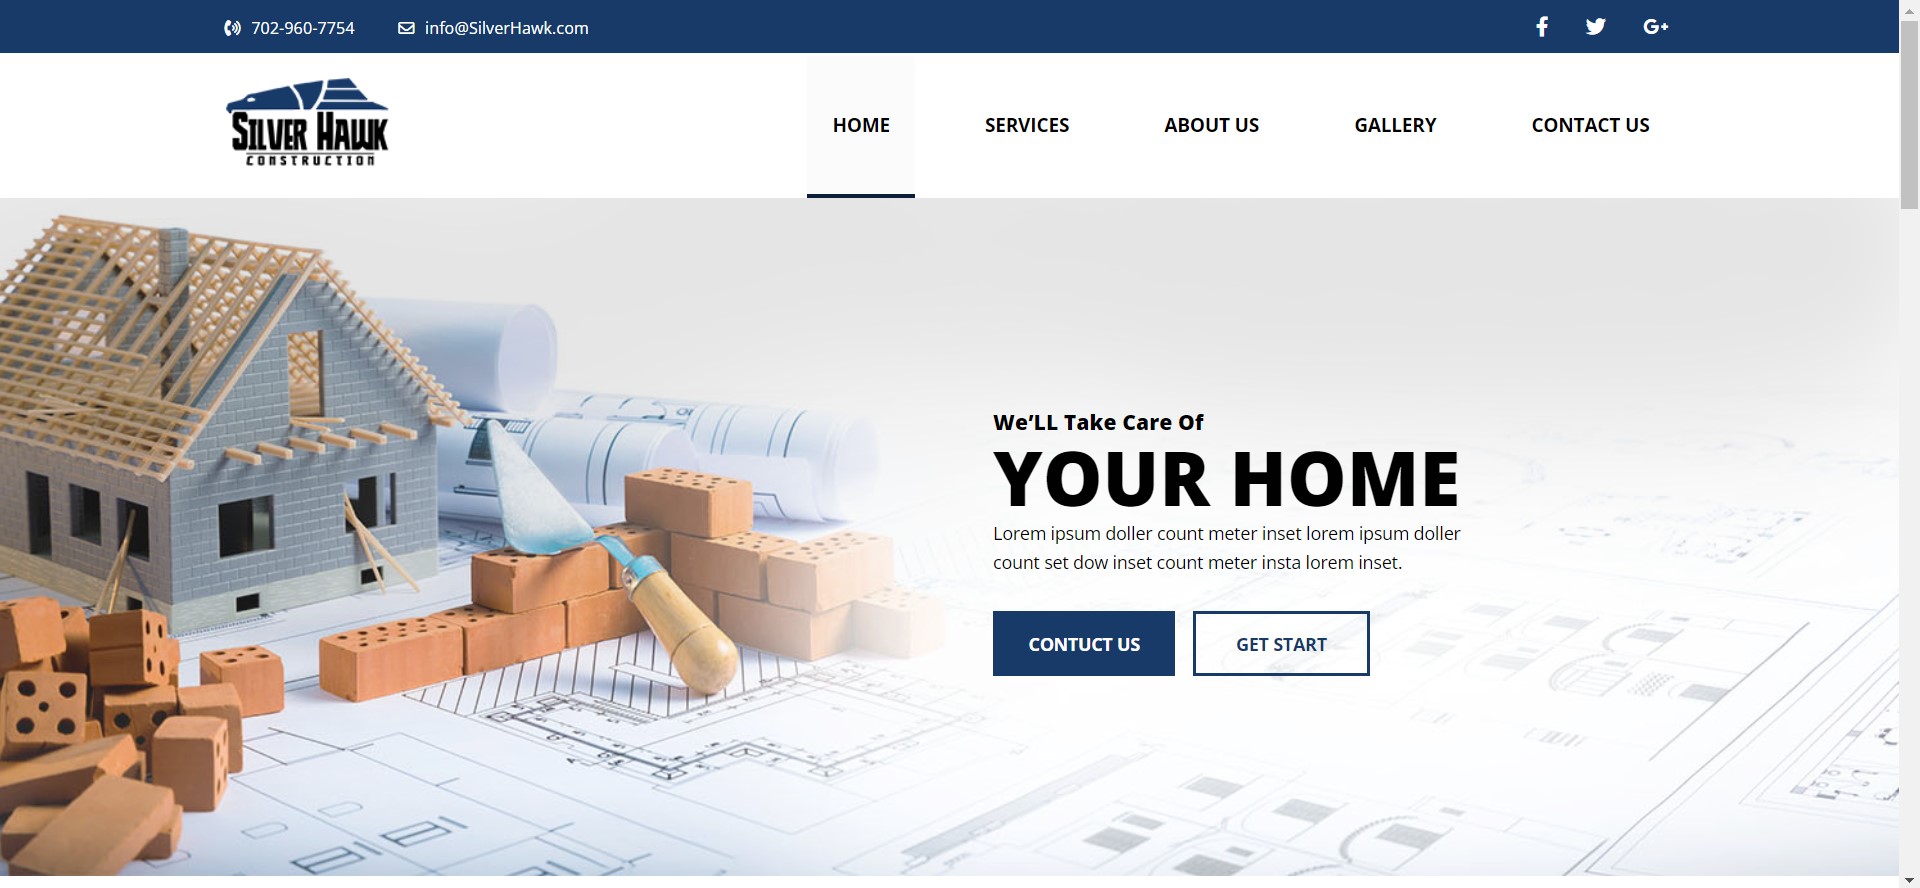 702-960-7754 info@SilverHawk.com
SILVER HAWK
CONSTRUCTION
HOME SERVICES ABOUT US GALLERY CONTACT US
We’LL Take Care Of
YOUR HOME
Lorem ipsum doller count meter inset lorem ipsum doller
count set dow inset count meter insta lorem inset.
CONTUCT US GET START